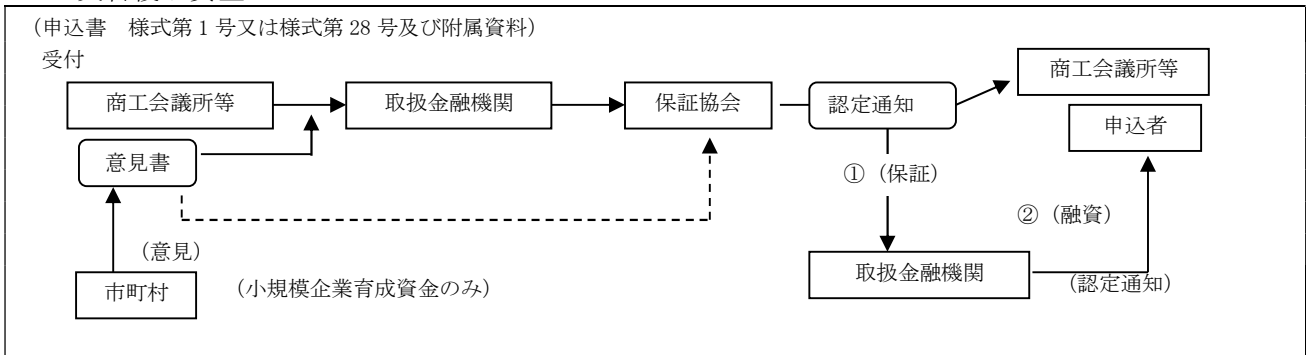 （申込書　様式第１号又は様式第 28 号及び附属資料）
受付
商工会議所等
取扱金融機関
保証協会
認定通知
商工会議所等
申込者
意見書
①（保証）
②（融資）
（意見）
市町村
（小規模企業育成資金のみ）
取扱金融機関
（認定通知）